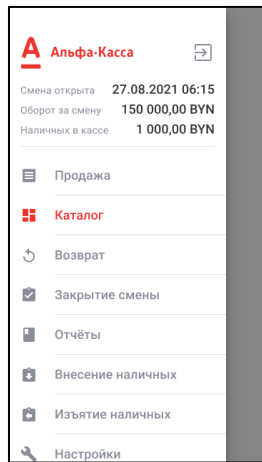 А Альфа·Касса
Смена открыта 27.08.2021 06:15
Оборот за смену 150 000,00 BYN
Наличных в кассе 1 000,00 BYN
Продажа
Каталог
Возврат
Закрытие смены
Отчёты
Внесение наличных
Изъятие наличных
Настройки